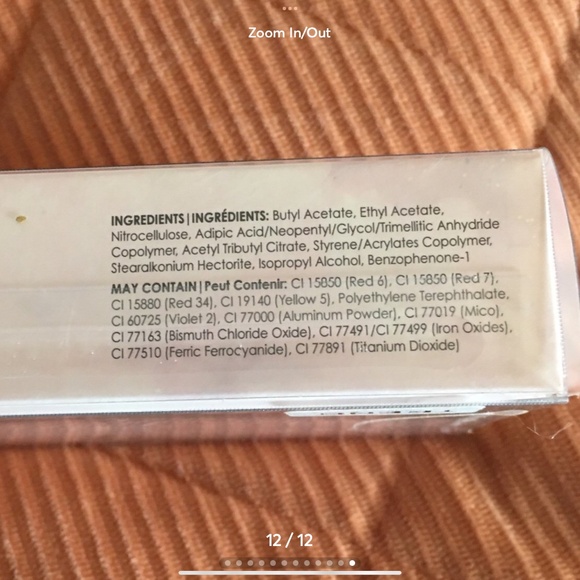 Zoom In/Out
INGREDIENTS|INGRÉDIENTS: Butyl Acetate, Ethyl Acetate,
Nitrocellulose, Adipic Acid/Neopentyl/Glycol/Trimellitic Anhydride
Copolymer, Acetyl Tributyl Citrate, Styrene/Acrylates Copolymer,
Stearalkonium Hectorite, Isopropyl Alcohol, Benzophenone-1
MAY CONTAIN|Peut Contenir: CI 15850 (Red 6), CI 15850 (Red 7),
CI 15880 (Red 34), CI 19140 (Yellow 5), Polyethylene Terephthalate,
CI 60725 (Violet 2), CI 77000 (Aluminum Powder), CI 77019 (Mica),
CI 77163 (Bismuth Chloride Oxide), CI 77491/CI 77499 (Iron Oxides),
CI 77510 (Ferric Ferrocyanide), CI 77891 (Titanium Dioxide)
12 / 12